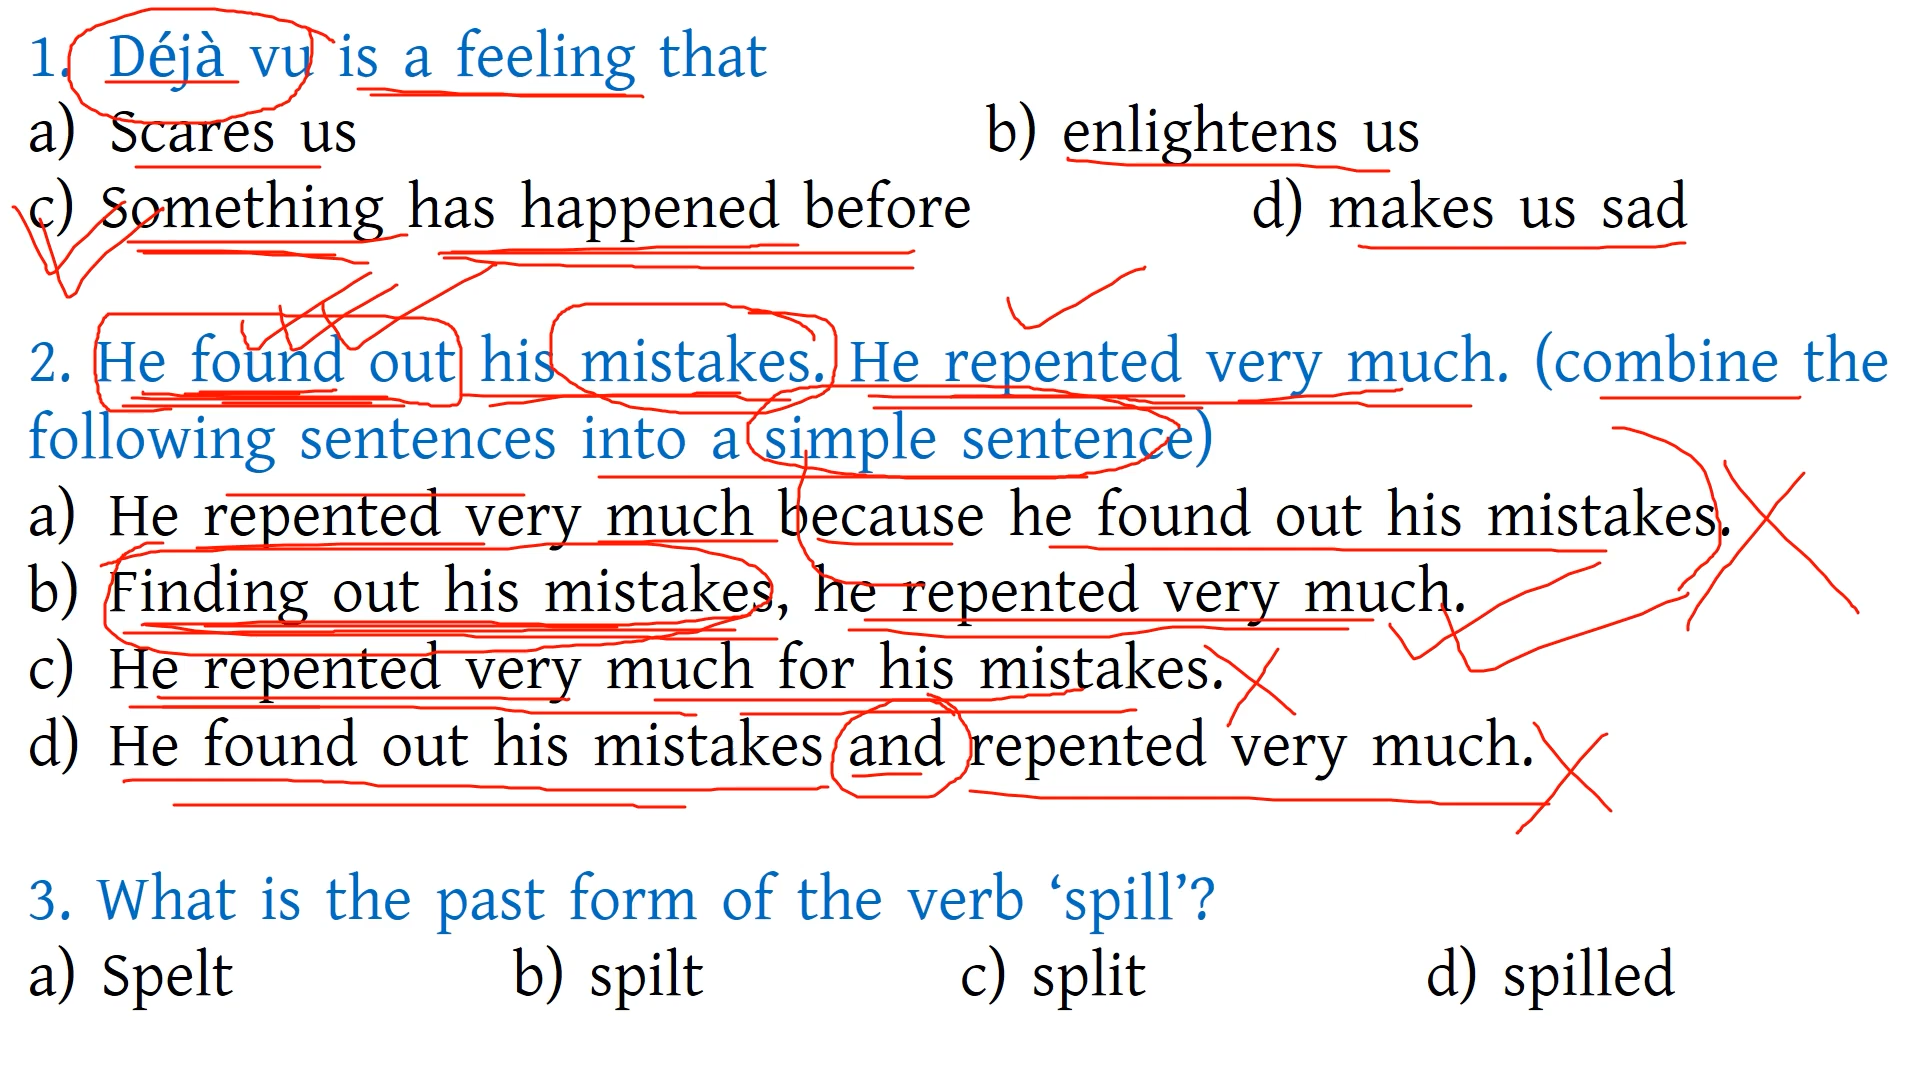 1. Déjà vu is a feeling that
a) Scares us b) enlightens us
c) Something has happened before d) makes us sad
2. He found out his mistakes. He repented very much. (combine the
following sentences into a simple sentence)
a) He repented very much because he found out his mistakes.
b) Finding out his mistakes, he repented very much.
c) He repented very much for his mistakes.
d) He found out his mistakes and repented very much.
3. What is the past form of the verb ‘spill’?
a) Spelt b) spilt c) split d) spilled